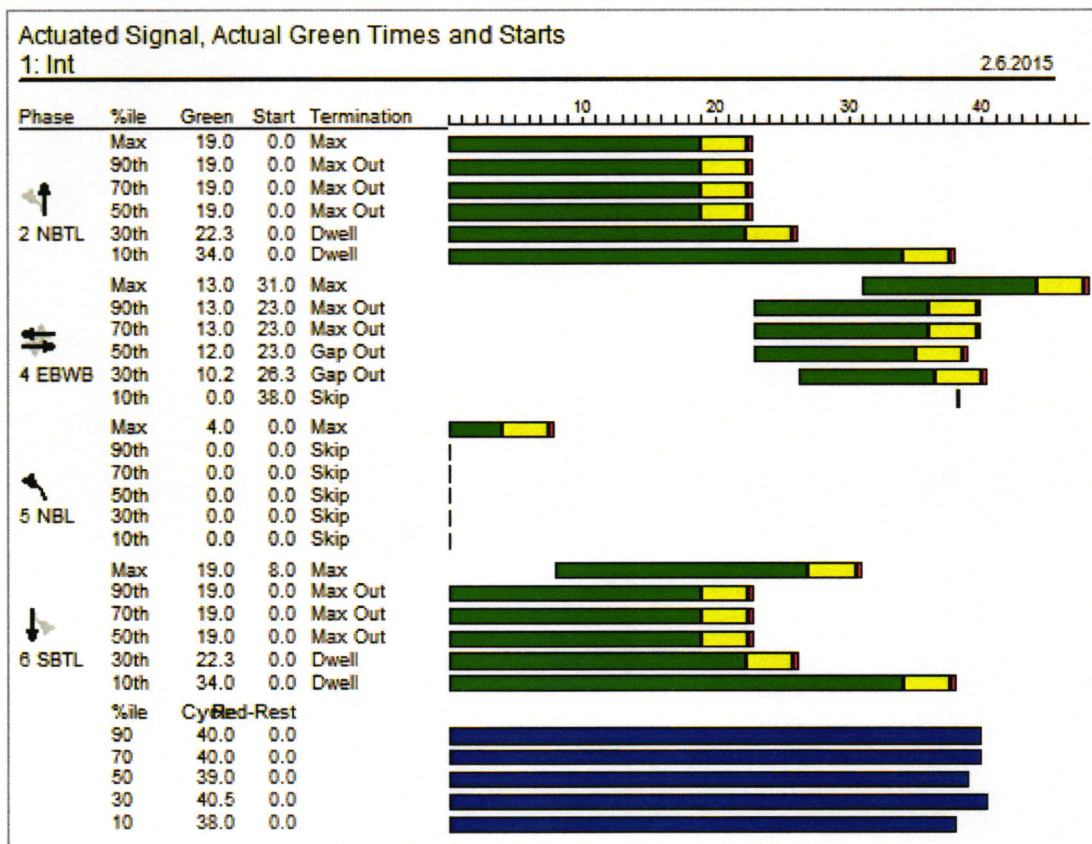 Actuated Signal, Actual Green Times and Starts
1: Int 2.6.2015
Phase %ile Green Start Termination 10 20 30 40
Max 19.0 0.0 Max
90th 19.0 0.0 Max Out
70th 19.0 0.0 Max Out
50th 19.0 0.0 Max Out
2 NBTL 30th 22.3 0.0 Dwell
10th 34.0 0.0 Dwell
Max 13.0 31.0 Max
90th 13.0 23.0 Max Out
70th 13.0 23.0 Max Out
50th 12.0 23.0 Gap Out
4 EBWB 30th 10.2 26.3 Gap Out
10th 0.0 38.0 Skip
Max 4.0 0.0 Max
90th 0.0 0.0 Skip
70th 0.0 0.0 Skip
50th 0.0 0.0 Skip
5 NBL 30th 0.0 0.0 Skip
10th 0.0 0.0 Skip
Max 19.0 8.0 Max
90th 19.0 0.0 Max Out
70th 19.0 0.0 Max Out
50th 19.0 0.0 Max Out
6 SBTL 30th 22.3 0.0 Dwell
10th 34.0 0.0 Dwell
%ile Cycle Red-Rest
90 40.0 0.0
70 40.0 0.0
50 39.0 0.0
30 40.5 0.0
10 38.0 0.0